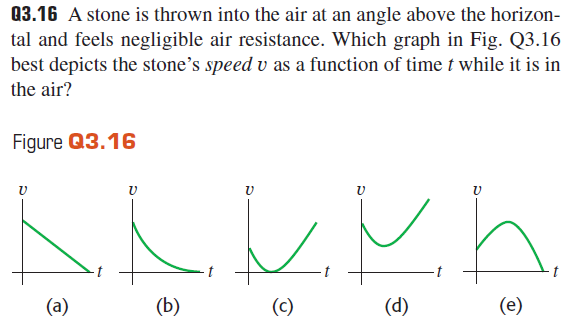 Q3.16 A stone is thrown into the air at an angle above the horizon-
tal and feels negligible air resistance. Which graph in Fig. Q3.16
best depicts the stone's speed v as a function of time t while it is in
the air?
Figure Q3.16
v v v v v
t t t t t
(a) (b) (c) (d) (e)